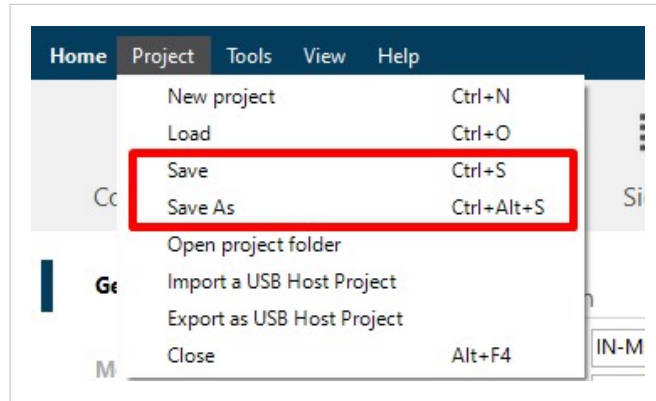 Home Project Tools View Help
New project Ctrl+N
Load Ctrl+O
Save Ctrl+S
Save As Ctrl+Alt+S
Open project folder
Import a USB Host Project
Export as USB Host Project
Close Alt+F4